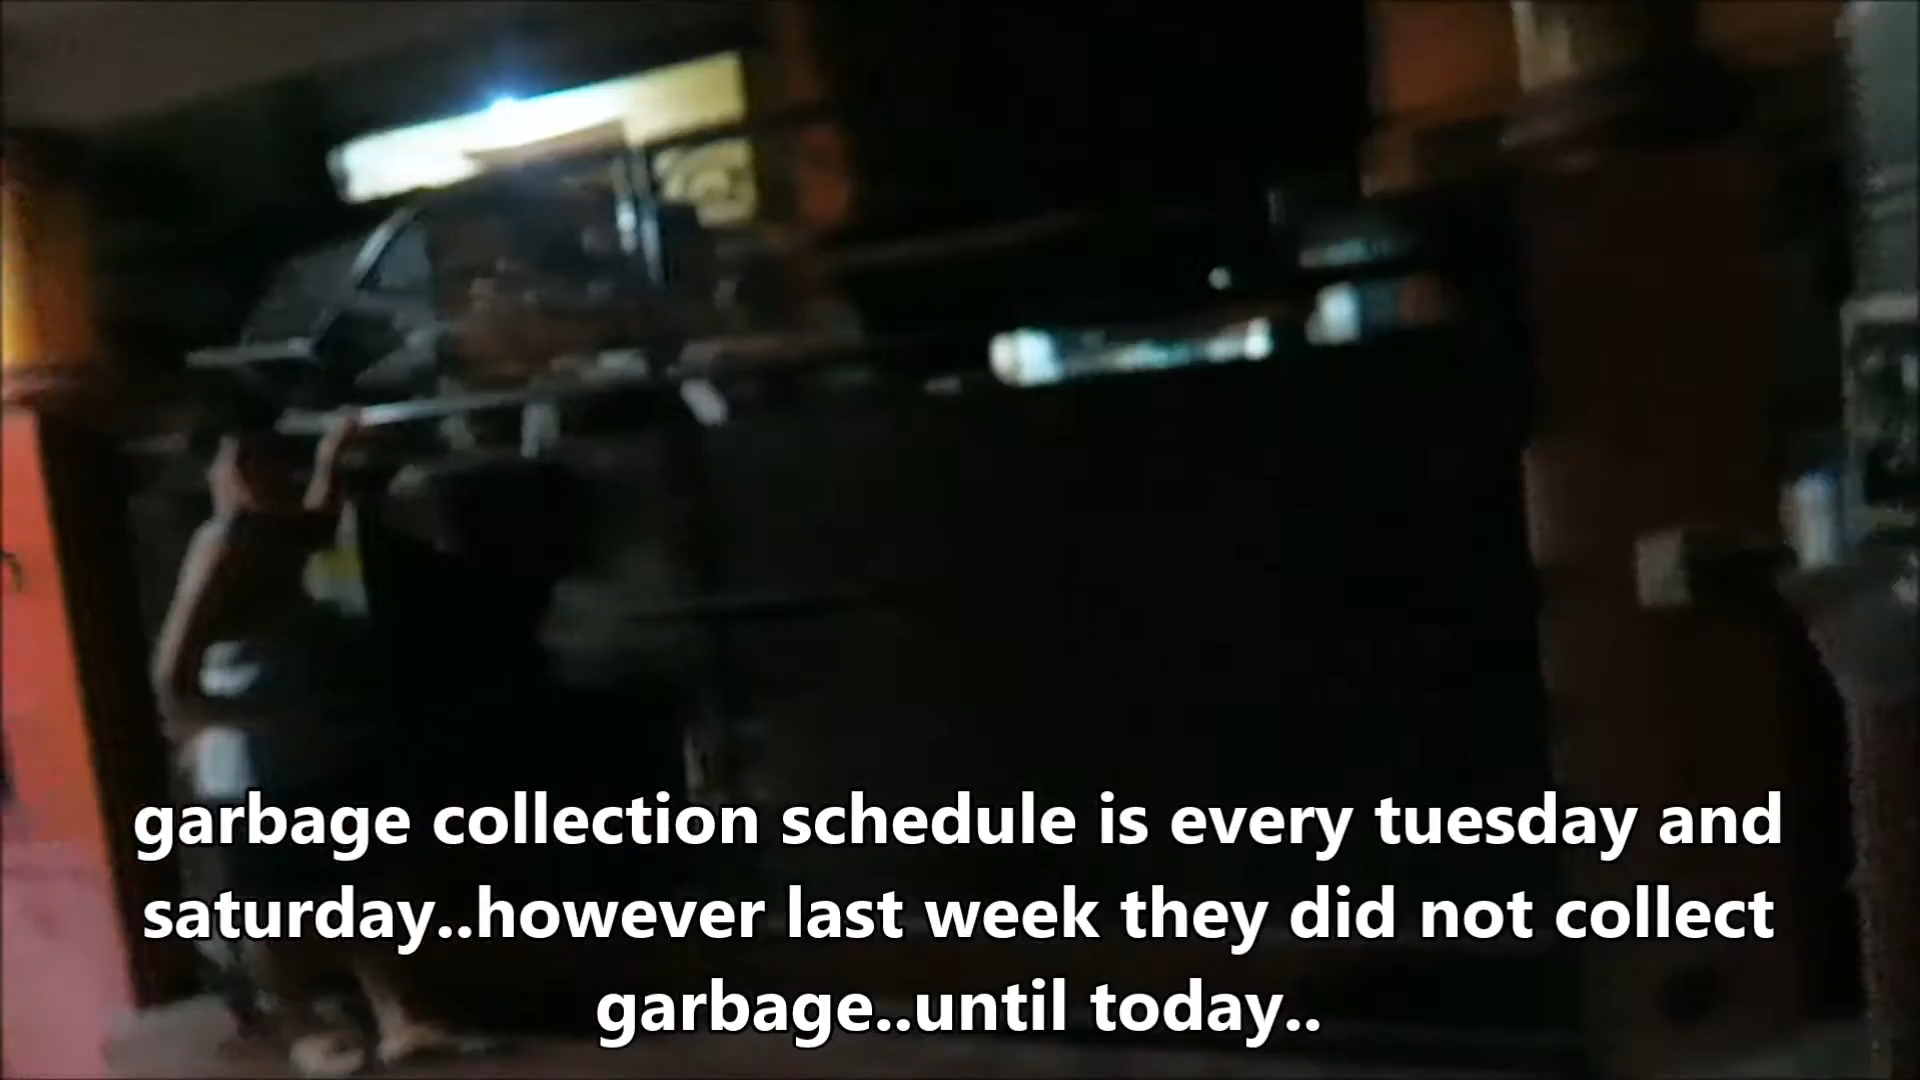 garbage collection schedule is every tuesday and
saturday..however last week they did not collect
garbage..until today..